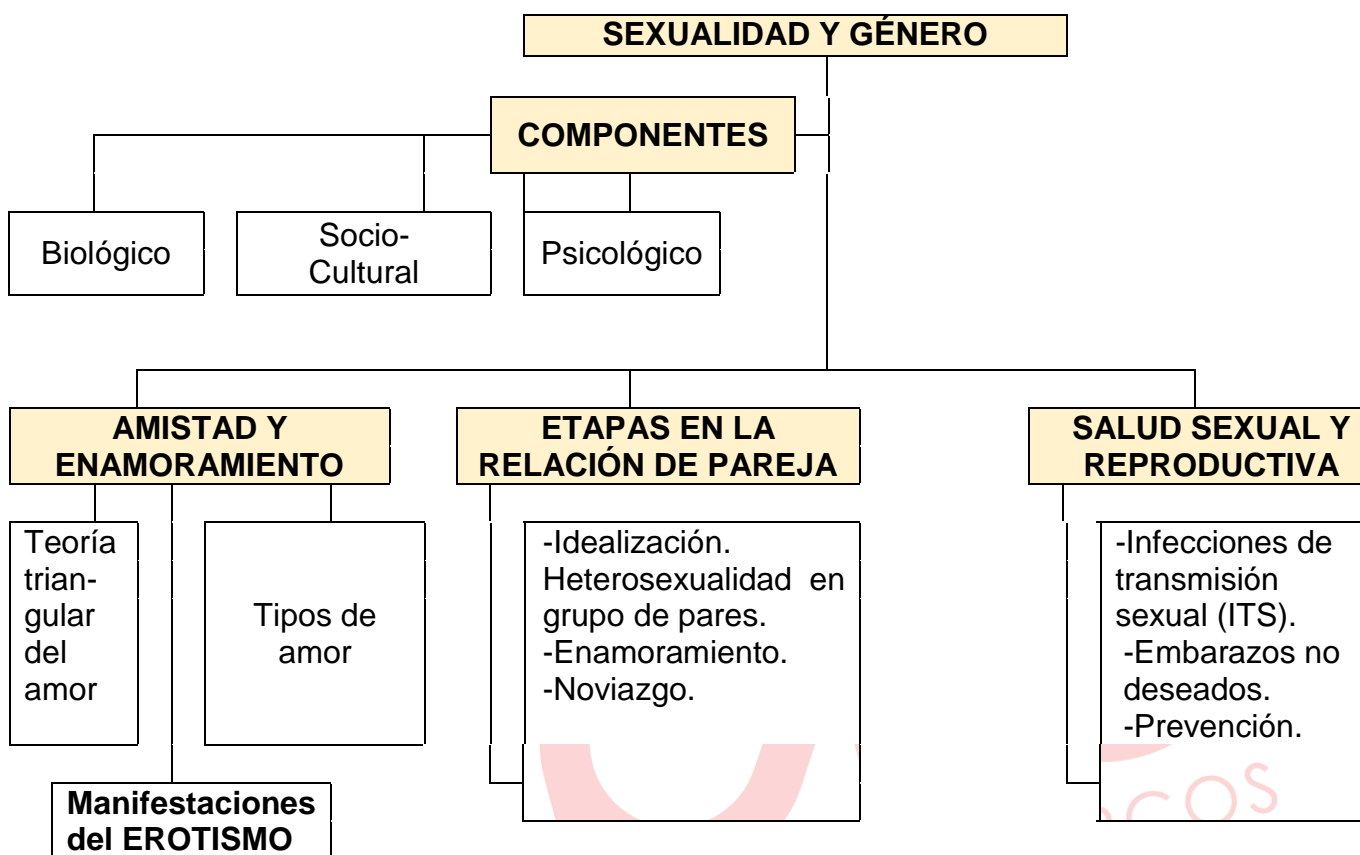 SEXUALIDAD Y GÉNERO
COMPONENTES
Biológico
Socio-
Cultural
Psicológico
AMISTAD Y
ENAMORAMIENTO
ETAPAS EN LA
RELACIÓN DE PAREJA
SALUD SEXUAL Y
REPRODUCTIVA
Teoría
trian-
gular
del
amor
Tipos de
amor
-Idealización.
Heterosexualidad en
grupo de pares.
-Enamoramiento.
-Noviazgo.
-Infecciones de
transmisión
sexual (ITS).
-Embarazos no
deseados.
-Prevención.
Manifestaciones
del EROTISMO